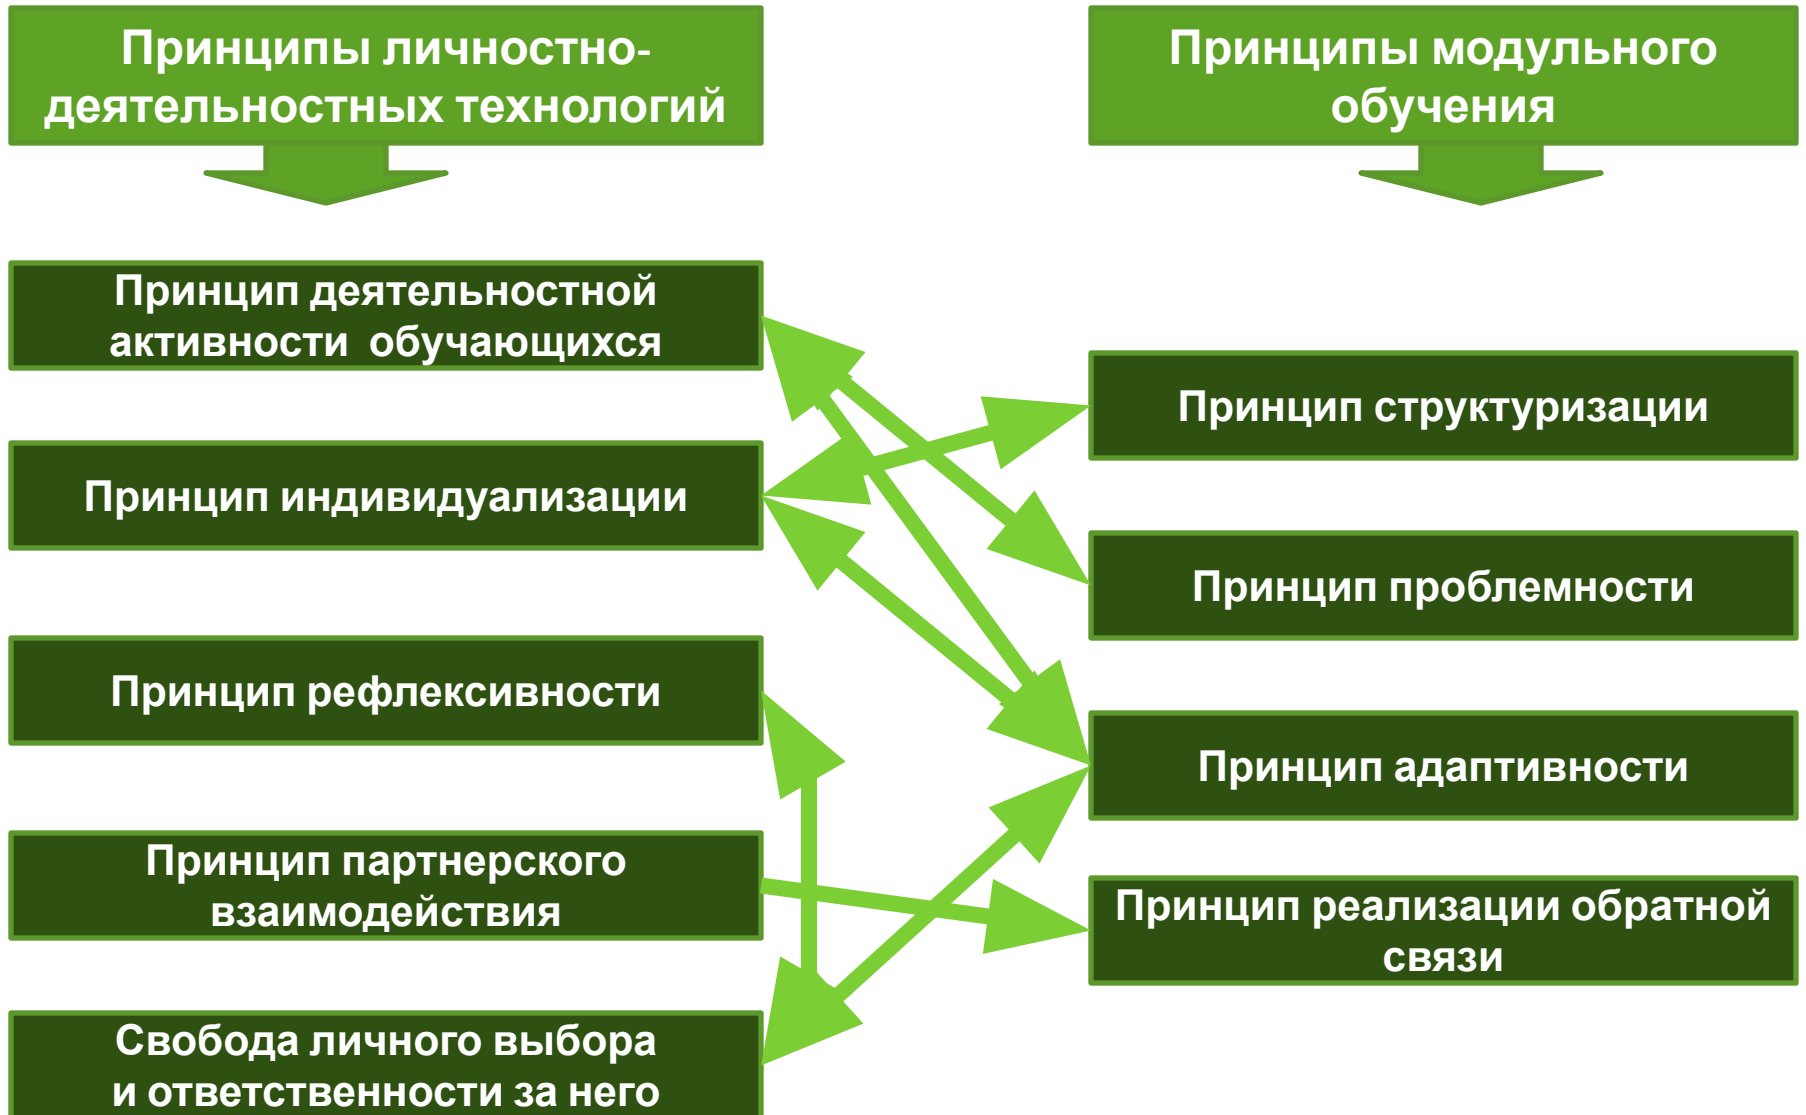 Принципы личностно-
деятельностных технологий
Принцип деятельностной
активности  обучающихся
Принцип индивидуализации
Принцип рефлексивности
Принцип партнерского
взаимодействия
Свобода личного выбора
и ответственности за него
Принципы модульного
обучения
Принцип структуризации
Принцип проблемности
Принцип адаптивности
Принцип реализации обратной
связи